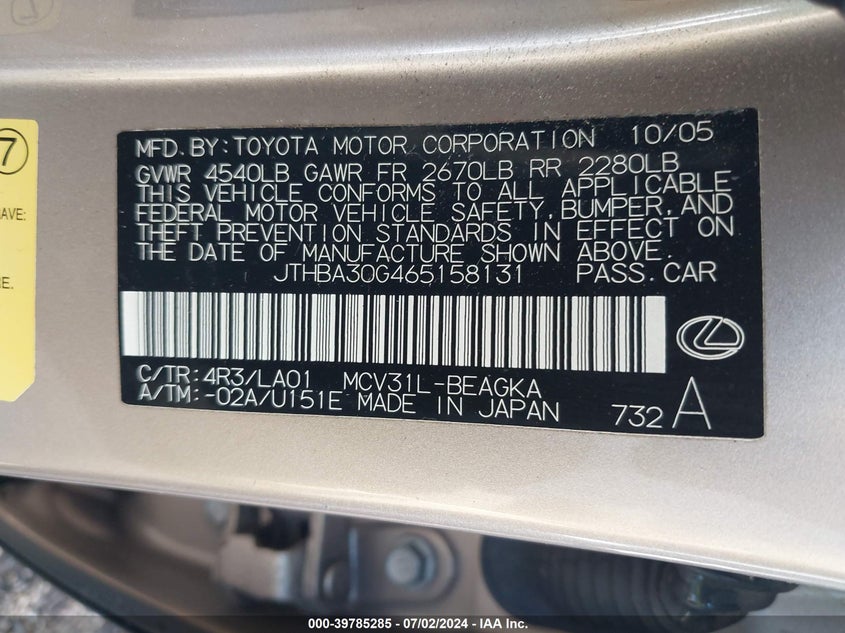 7
AVE:
RE.
MFD.BY:TOYOTA MOTOR CORPORATION 10/05
GVWR 4540LB GAWR FR 2670LB RR 2280LB
THIS VEHICLE CONFORMS TO ALL APPLICABLE
FEDERAL MOTOR VEHICLE SAFETY,BUMPER,AND
THEFT PREVENTION STANDARDS IN EFFECT ON
THE DATE OF MANUFACTURE SHOWN ABOVE.
JTHBA30G465158131 PASS.CAR
C/TR:4R3/LA01 MCV31L-BEAGKA
A/TM:-02A/U151E MADE IN JAPAN 732 A
000-39785285 - 07/02/2024 - IAA Inc.